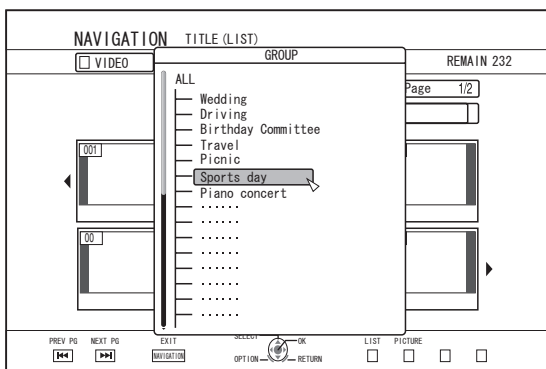 NAVIGATION TITLE (LIST)
VIDEO
GROUP
REMAIN 232
Page 1/2
ALL
Wedding
Driving
Birthday Committee
Travel
Picnic
Sports day
Piano concert
......
......
......
......
......
......
......
......
001
00
PREV PG NEXT PG EXIT SELECT OK LIST PICTURE
NAVIGATION OPTION RETURN